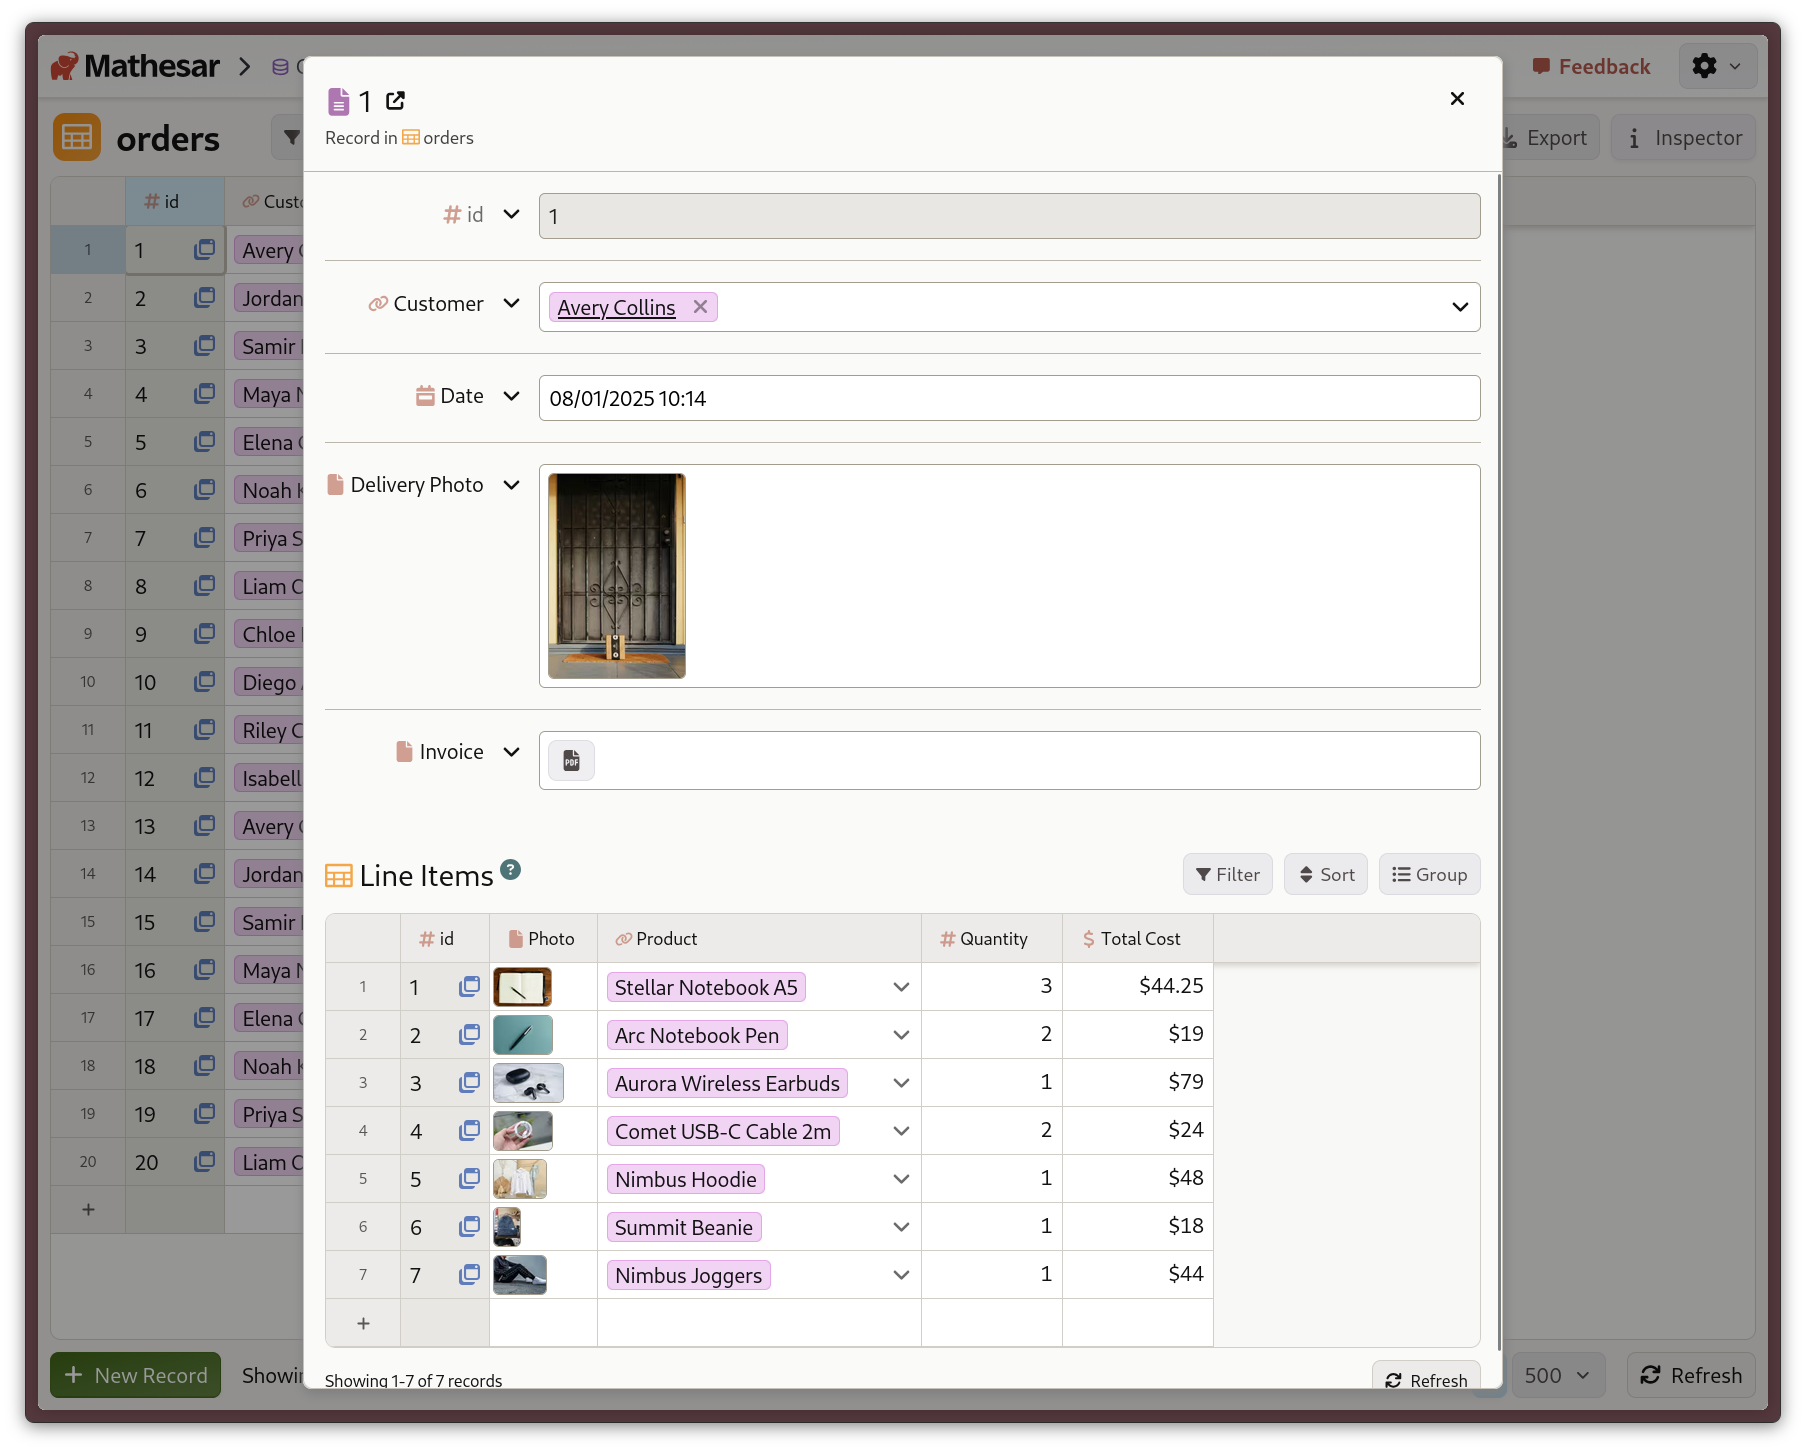 Mathesar
Feedback
orders
Export
Inspector
id
1 1 Avery
2 2 Jordan
3 3 Samir
4 4 Maya
5 5 Elena
6 6 Noah
7 7 Priya S
8 8 Liam C
9 9 Chloe
10 10 Diego
11 11 Riley C
12 12 Isabell
13 13 Avery
14 14 Jordan
15 15 Samir
16 16 Maya
17 17 Elena
18 18 Noah
19 19 Priya S
20 20 Liam C
+
New Record
500
Refresh
1
Record in orders
id
1
Customer
Avery Collins
Date
08/01/2025 10:14
Delivery Photo
Invoice
PDF
Line Items ?
Filter
Sort
Group
id Photo Product Quantity Total Cost
1 1 Stellar Notebook A5 3 $44.25
2 2 Arc Notebook Pen 2 $19
3 3 Aurora Wireless Earbuds 1 $79
4 4 Comet USB-C Cable 2m 2 $24
5 5 Nimbus Hoodie 1 $48
6 6 Summit Beanie 1 $18
7 7 Nimbus Joggers 1 $44
+
Showing 1-7 of 7 records
Refresh